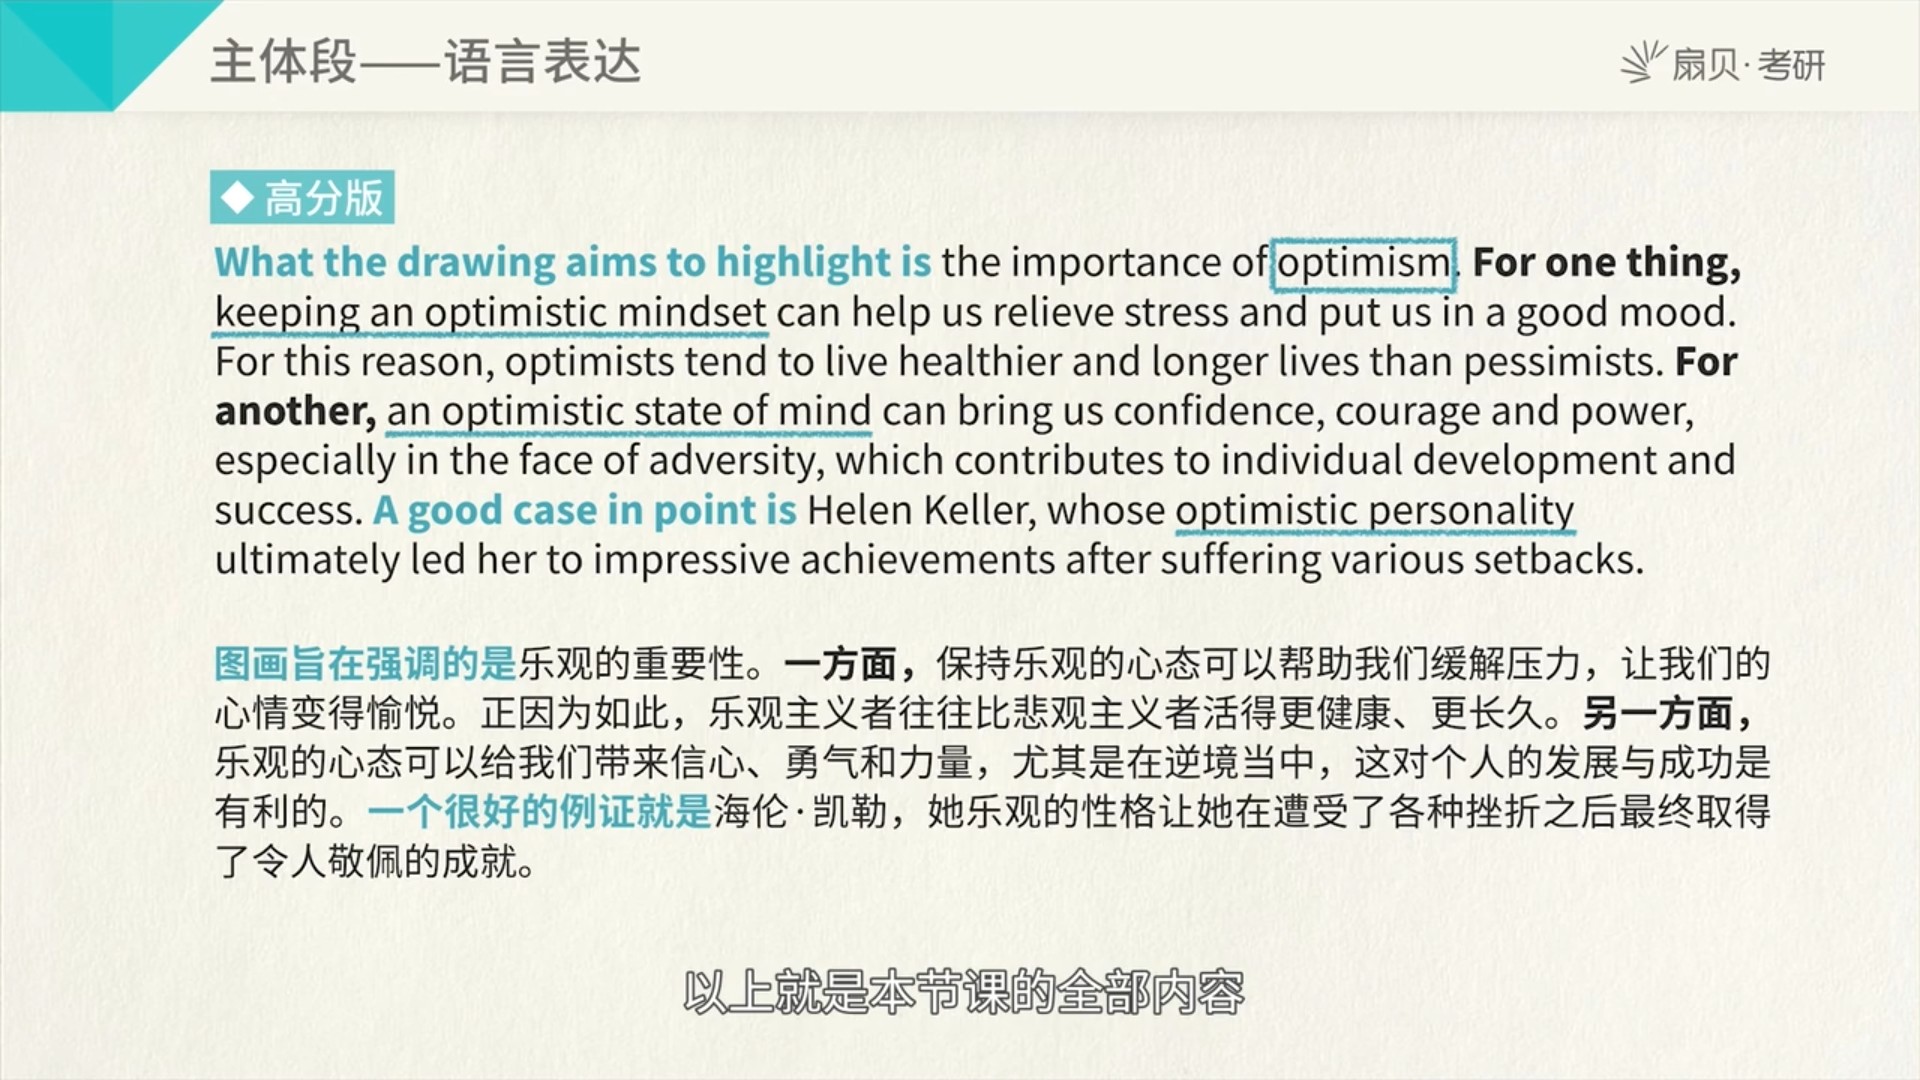 主体段——语言表达
扇贝·考研
◆ 高分版
What the drawing aims to highlight is the importance of optimism. For one thing,
keeping an optimistic mindset can help us relieve stress and put us in a good mood.
For this reason, optimists tend to live healthier and longer lives than pessimists. For
another, an optimistic state of mind can bring us confidence, courage and power,
especially in the face of adversity, which contributes to individual development and
success. A good case in point is Helen Keller, whose optimistic personality
ultimately led her to impressive achievements after suffering various setbacks.
图画旨在强调的是乐观的重要性。一方面，保持乐观的心态可以帮助我们缓解压力，让我们的
心情变得愉悦。正因为如此，乐观主义者往往比悲观主义者活得更健康、更长久。另一方面，
乐观的心态可以给我们带来信心、勇气和力量，尤其是在逆境当中，这对个人的发展与成功是
有利的。一个很好的例证就是海伦·凯勒，她乐观的性格让她在遭受了各种挫折之后最终取得
了令人敬佩的成就。
以上就是本节课的全部内容